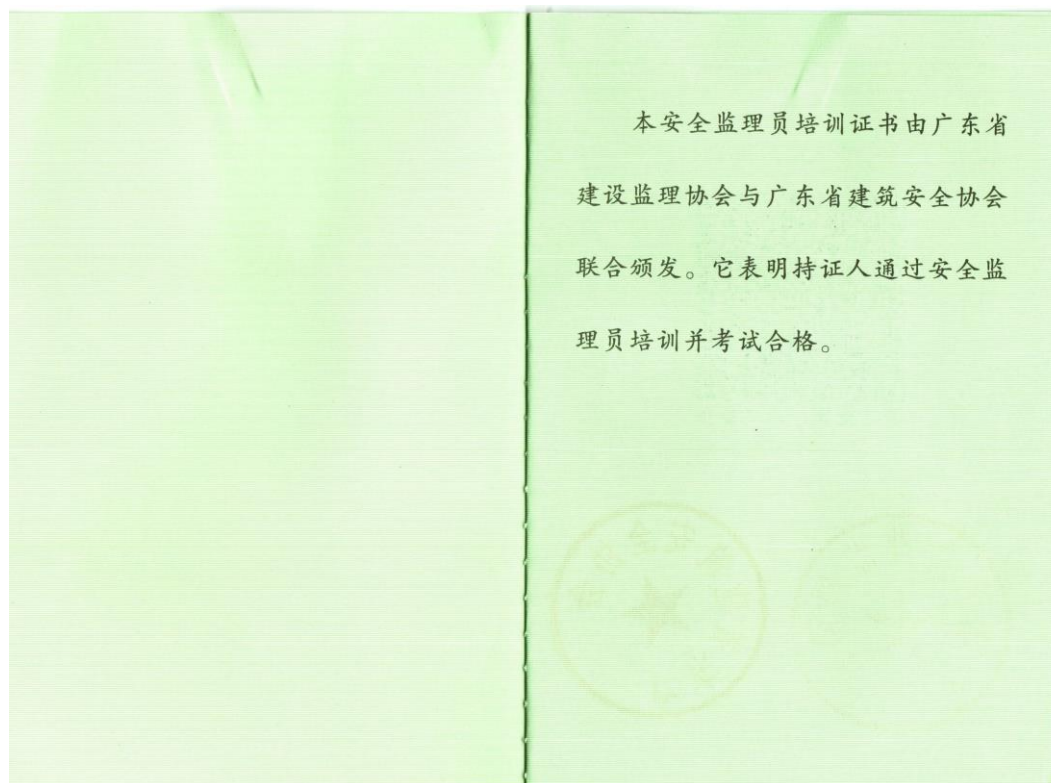 本安全监理员培训证书由广东省
建设监理协会与广东省建筑安全协会
联合颁发。它表明持证人通过安全监
理员培训并考试合格。